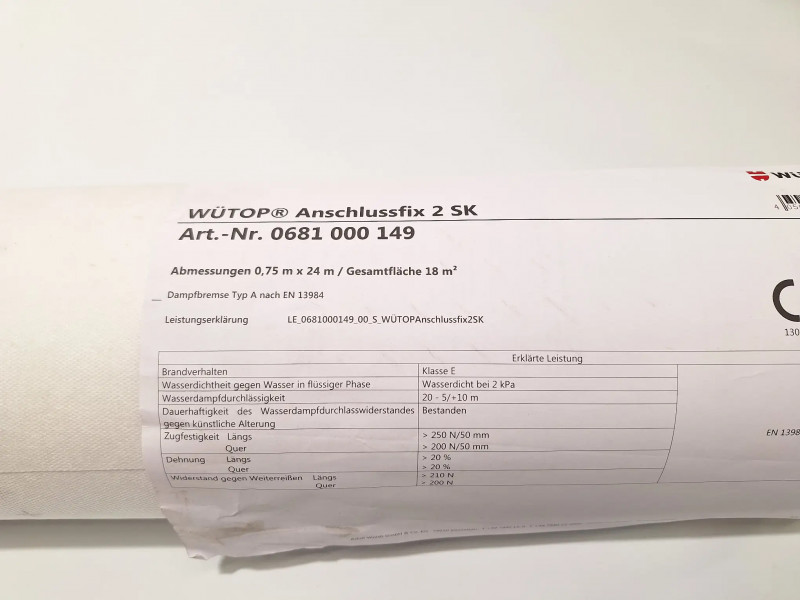 WÜ
WÜTOP® Anschlussfix 2 SK
Art.-Nr. 0681 000 149
Abmessungen 0,75 m x 24 m / Gesamtfläche 18 m²
Dampfbremse Typ A nach EN 13984
Leistungserklärung LE_0681000149_00_S_WÜTOPAnschlussfix2SK
130
Erklärte Leistung
Brandverhalten Klasse E
Wasserdichtheit gegen Wasser in flüssiger Phase Wasserdicht bei 2 kPa
Wasserdampfdurchlässigkeit 20 - 5/+10 m
Dauerhaftigkeit des Wasserdampfdurchlasswiderstandes Bestanden
gegen künstliche Alterung
EN 1398
Zugfestigkeit Längs > 250 N/50 mm
Quer > 200 N/50 mm
Dehnung Längs > 20 %
Quer > 20 %
Widerstand gegen Weiterreißen Längs > 210 N
Quer > 200 N